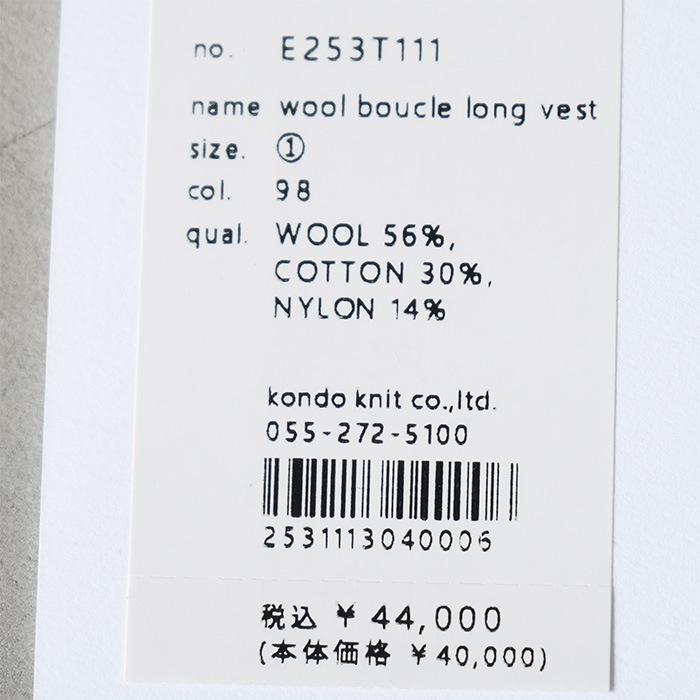 no. E253T111
name wool boucle long vest
size. ①
col. 98
qual. WOOL 56%,
COTTON 30%,
NYLON 14%
kondo knit co.,ltd.
055-272-5100
2531113040006
税込 ¥ 44,000
(本体価格 ¥ 40,000)